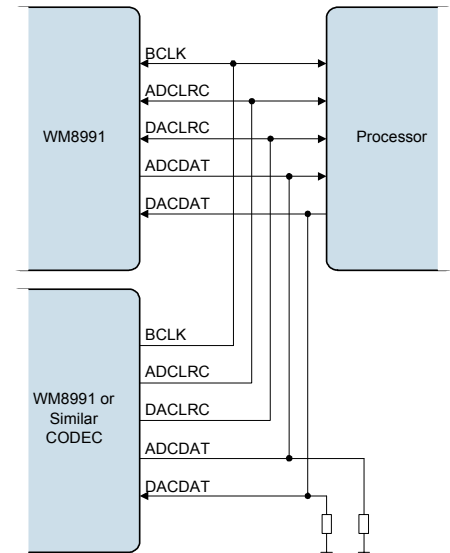 BCLK
ADCLRC
DACLRC
ADCDAT
DACDAT
WM8991
Processor
BCLK
ADCLRC
DACLRC
ADCDAT
DACDAT
WM8991 or
Similar
CODEC